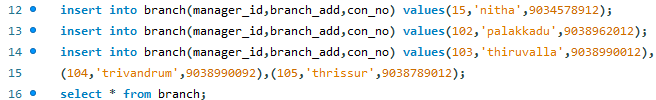 12 insert into branch(manager_id,branch_add,con_no) values(15,'nitha',9034578912);
13 insert into branch(manager_id,branch_add,con_no) values(102,'palakkadu',9038962012);
14 insert into branch(manager_id,branch_add,con_no) values(103,'thiruvalla',9038990012),
15 (104,'trivandrum',9038990092),(105,'thrissur',9038789012);
16 select * from branch;